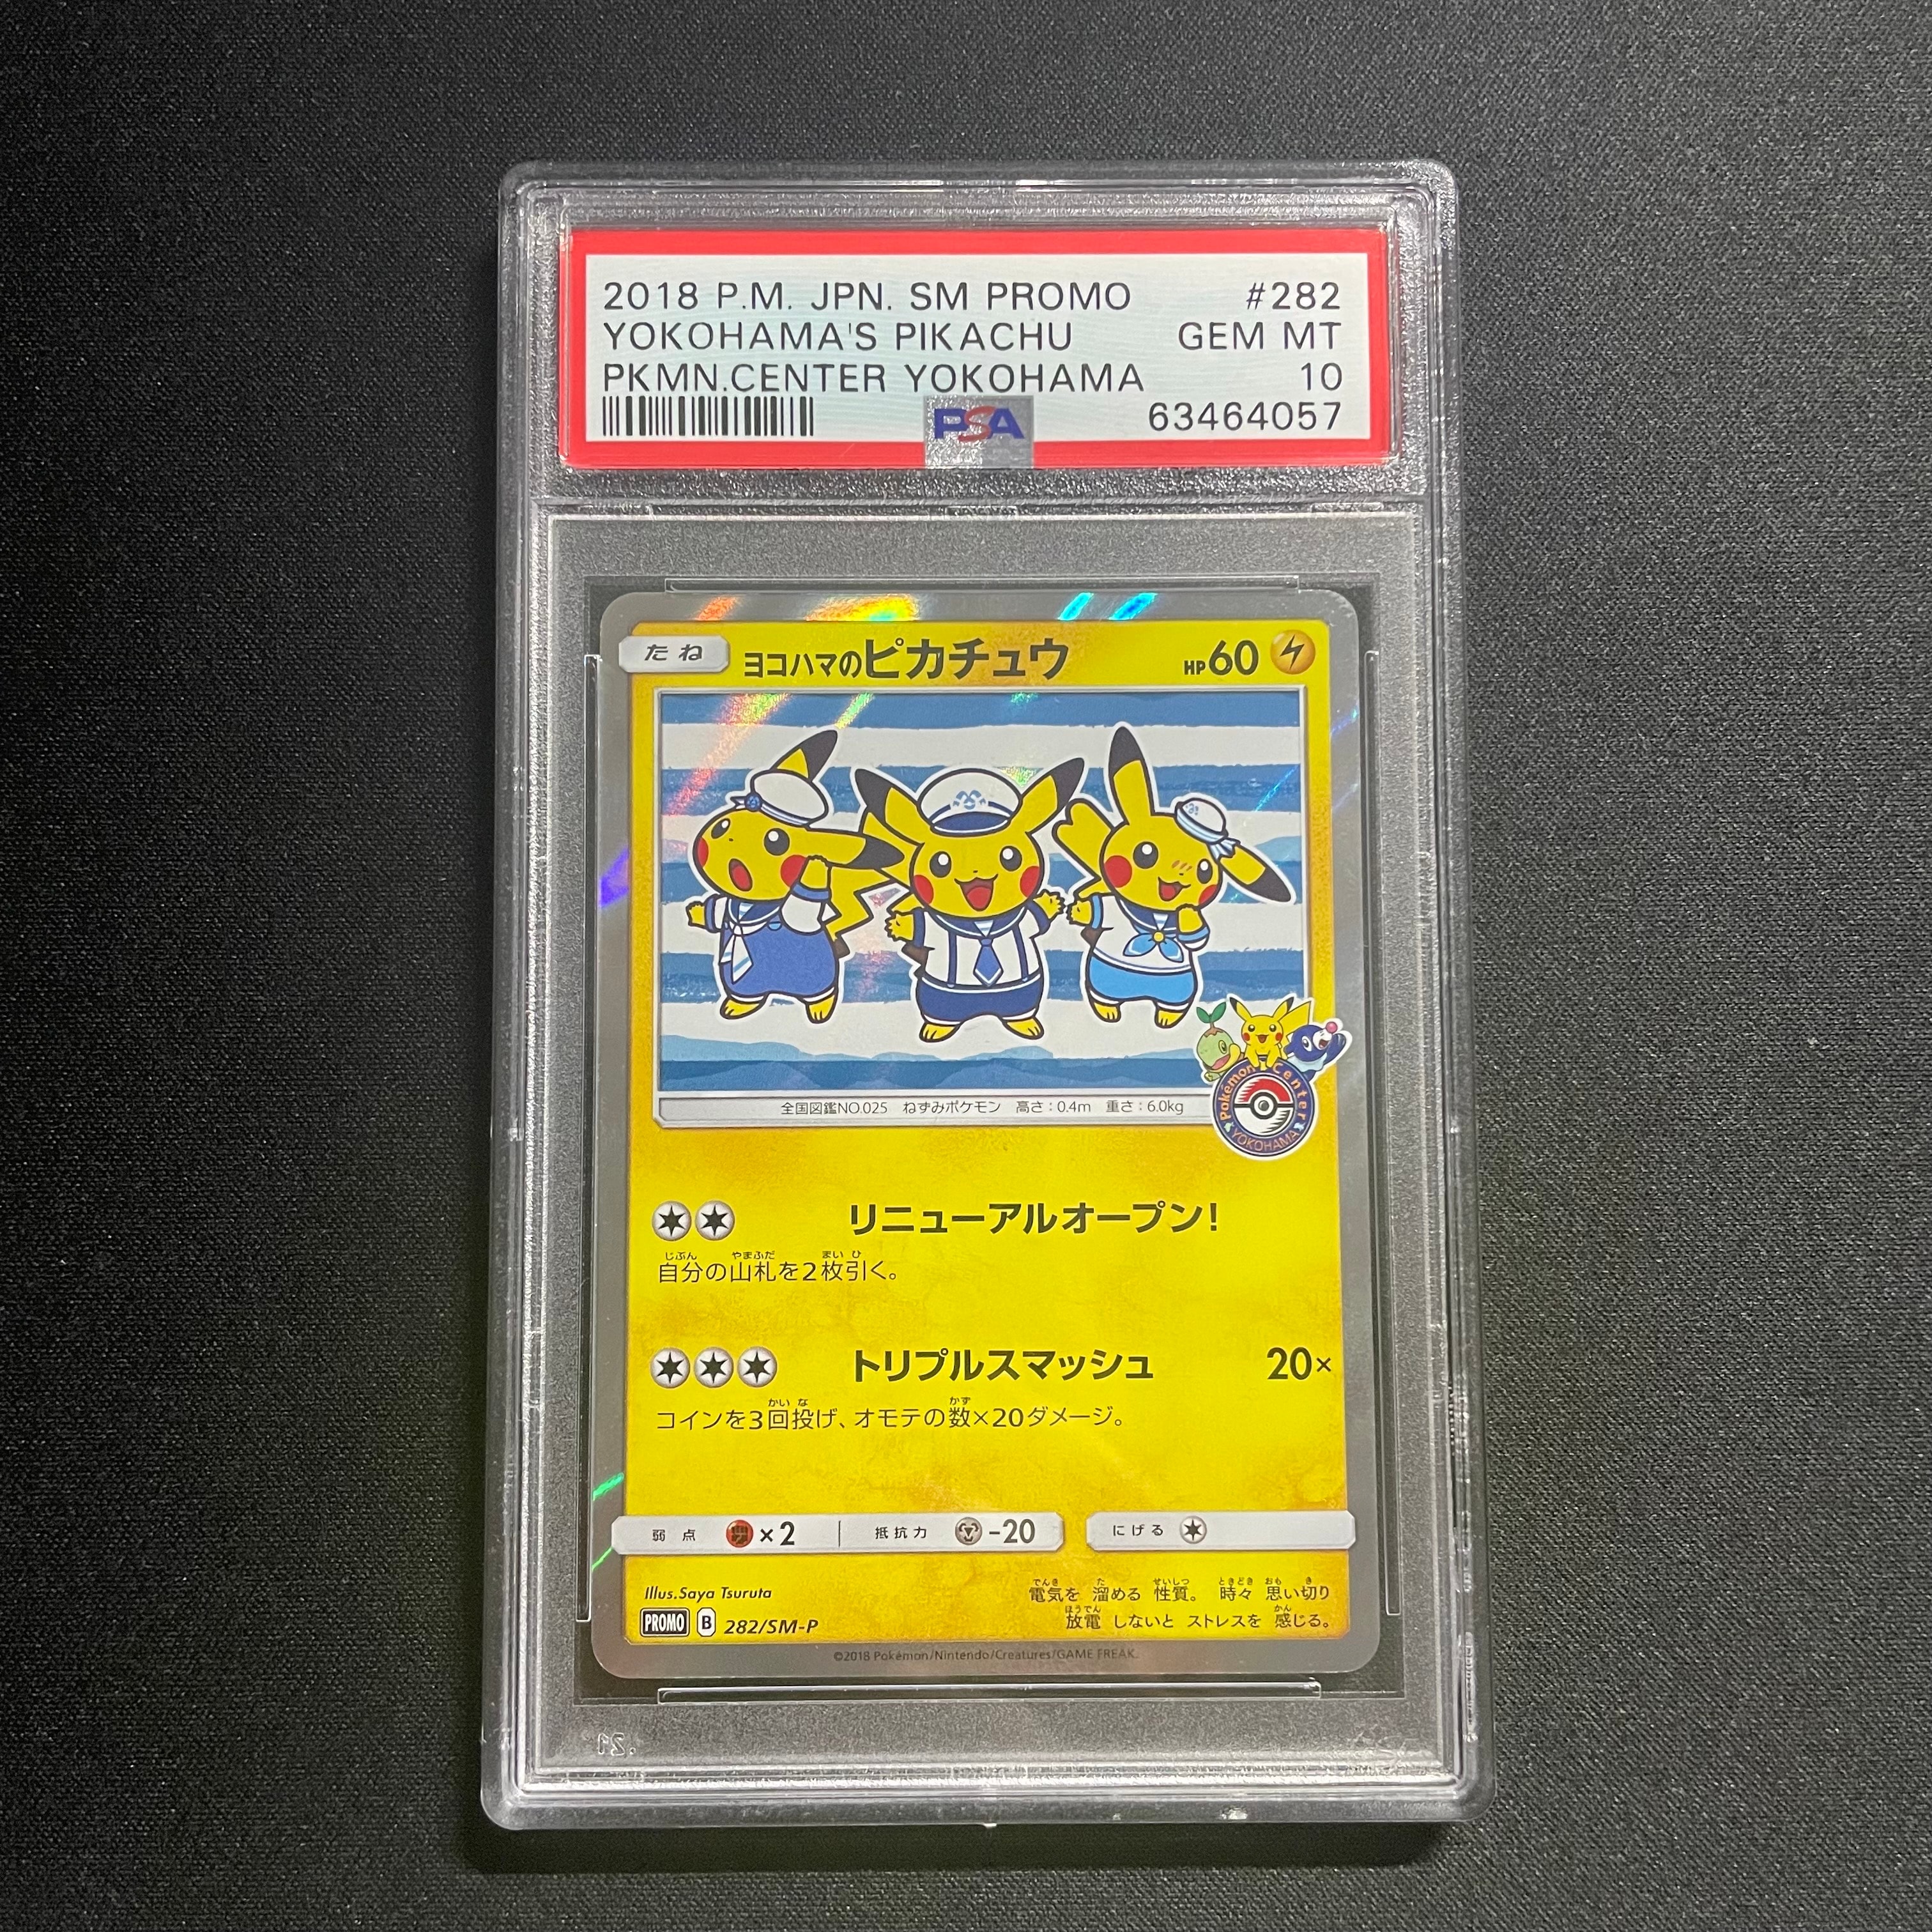 2018 P.M. JPN. SM PROMO #282
YOKOHAMA'S PIKACHU GEM MT
PKMN.CENTER YOKOHAMA 10
PSA 63464057
たね ヨコハマのピカチュウ HP60
全国図鑑NO.025 ねずみポケモン 高さ:0.4m 重さ:6.0kg
Pokémon Center
YOKOHAMA
リニューアルオープン!
じぶん やまふだ まい ひ
自分の山札を2枚引く。
トリプルスマッシュ 20×
かい な かず
コインを3回投げ、オモテの数×20ダメージ。
弱点 ×2 抵抗力 -20 にげる
Illus.Saya Tsuruta
でんき た せいしつ ときどき おも き
電気を 溜める 性質。 時々 思い切り
ほうでん かん
放電 しないと ストレスを 感じる。
PROMO B 282/SM-P
©2018 Pokémon/Nintendo/Creatures/GAME FREAK.